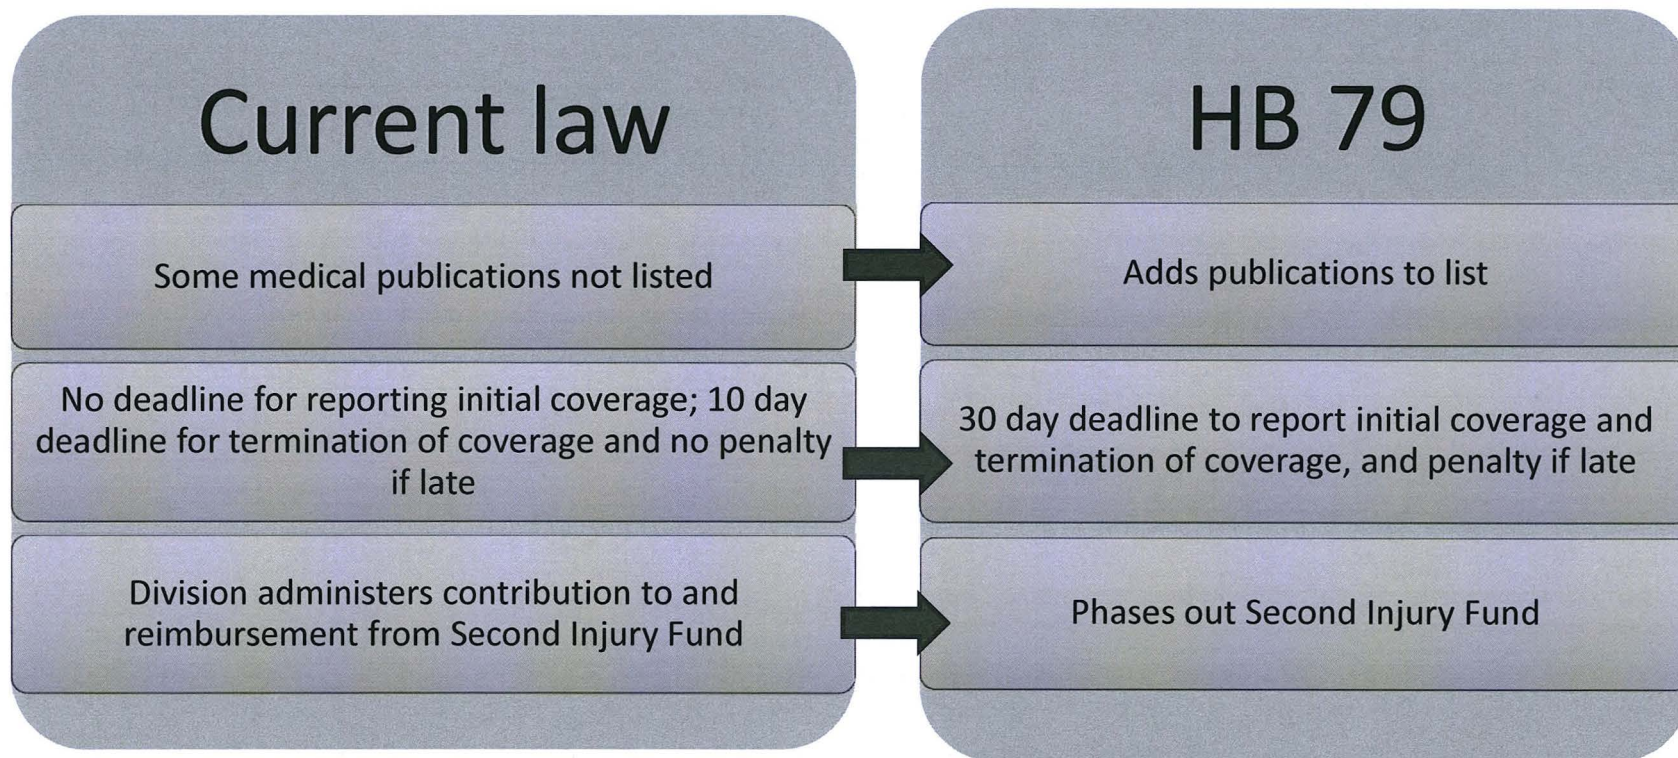 Current law
Some medical publications not listed
No deadline for reporting initial coverage; 10 day
deadline for termination of coverage and no penalty
if late
Division administers contribution to and
reimbursement from Second Injury Fund
HB 79
Adds publications to list
30 day deadline to report initial coverage and
termination of coverage, and penalty if late
Phases out Second Injury Fund